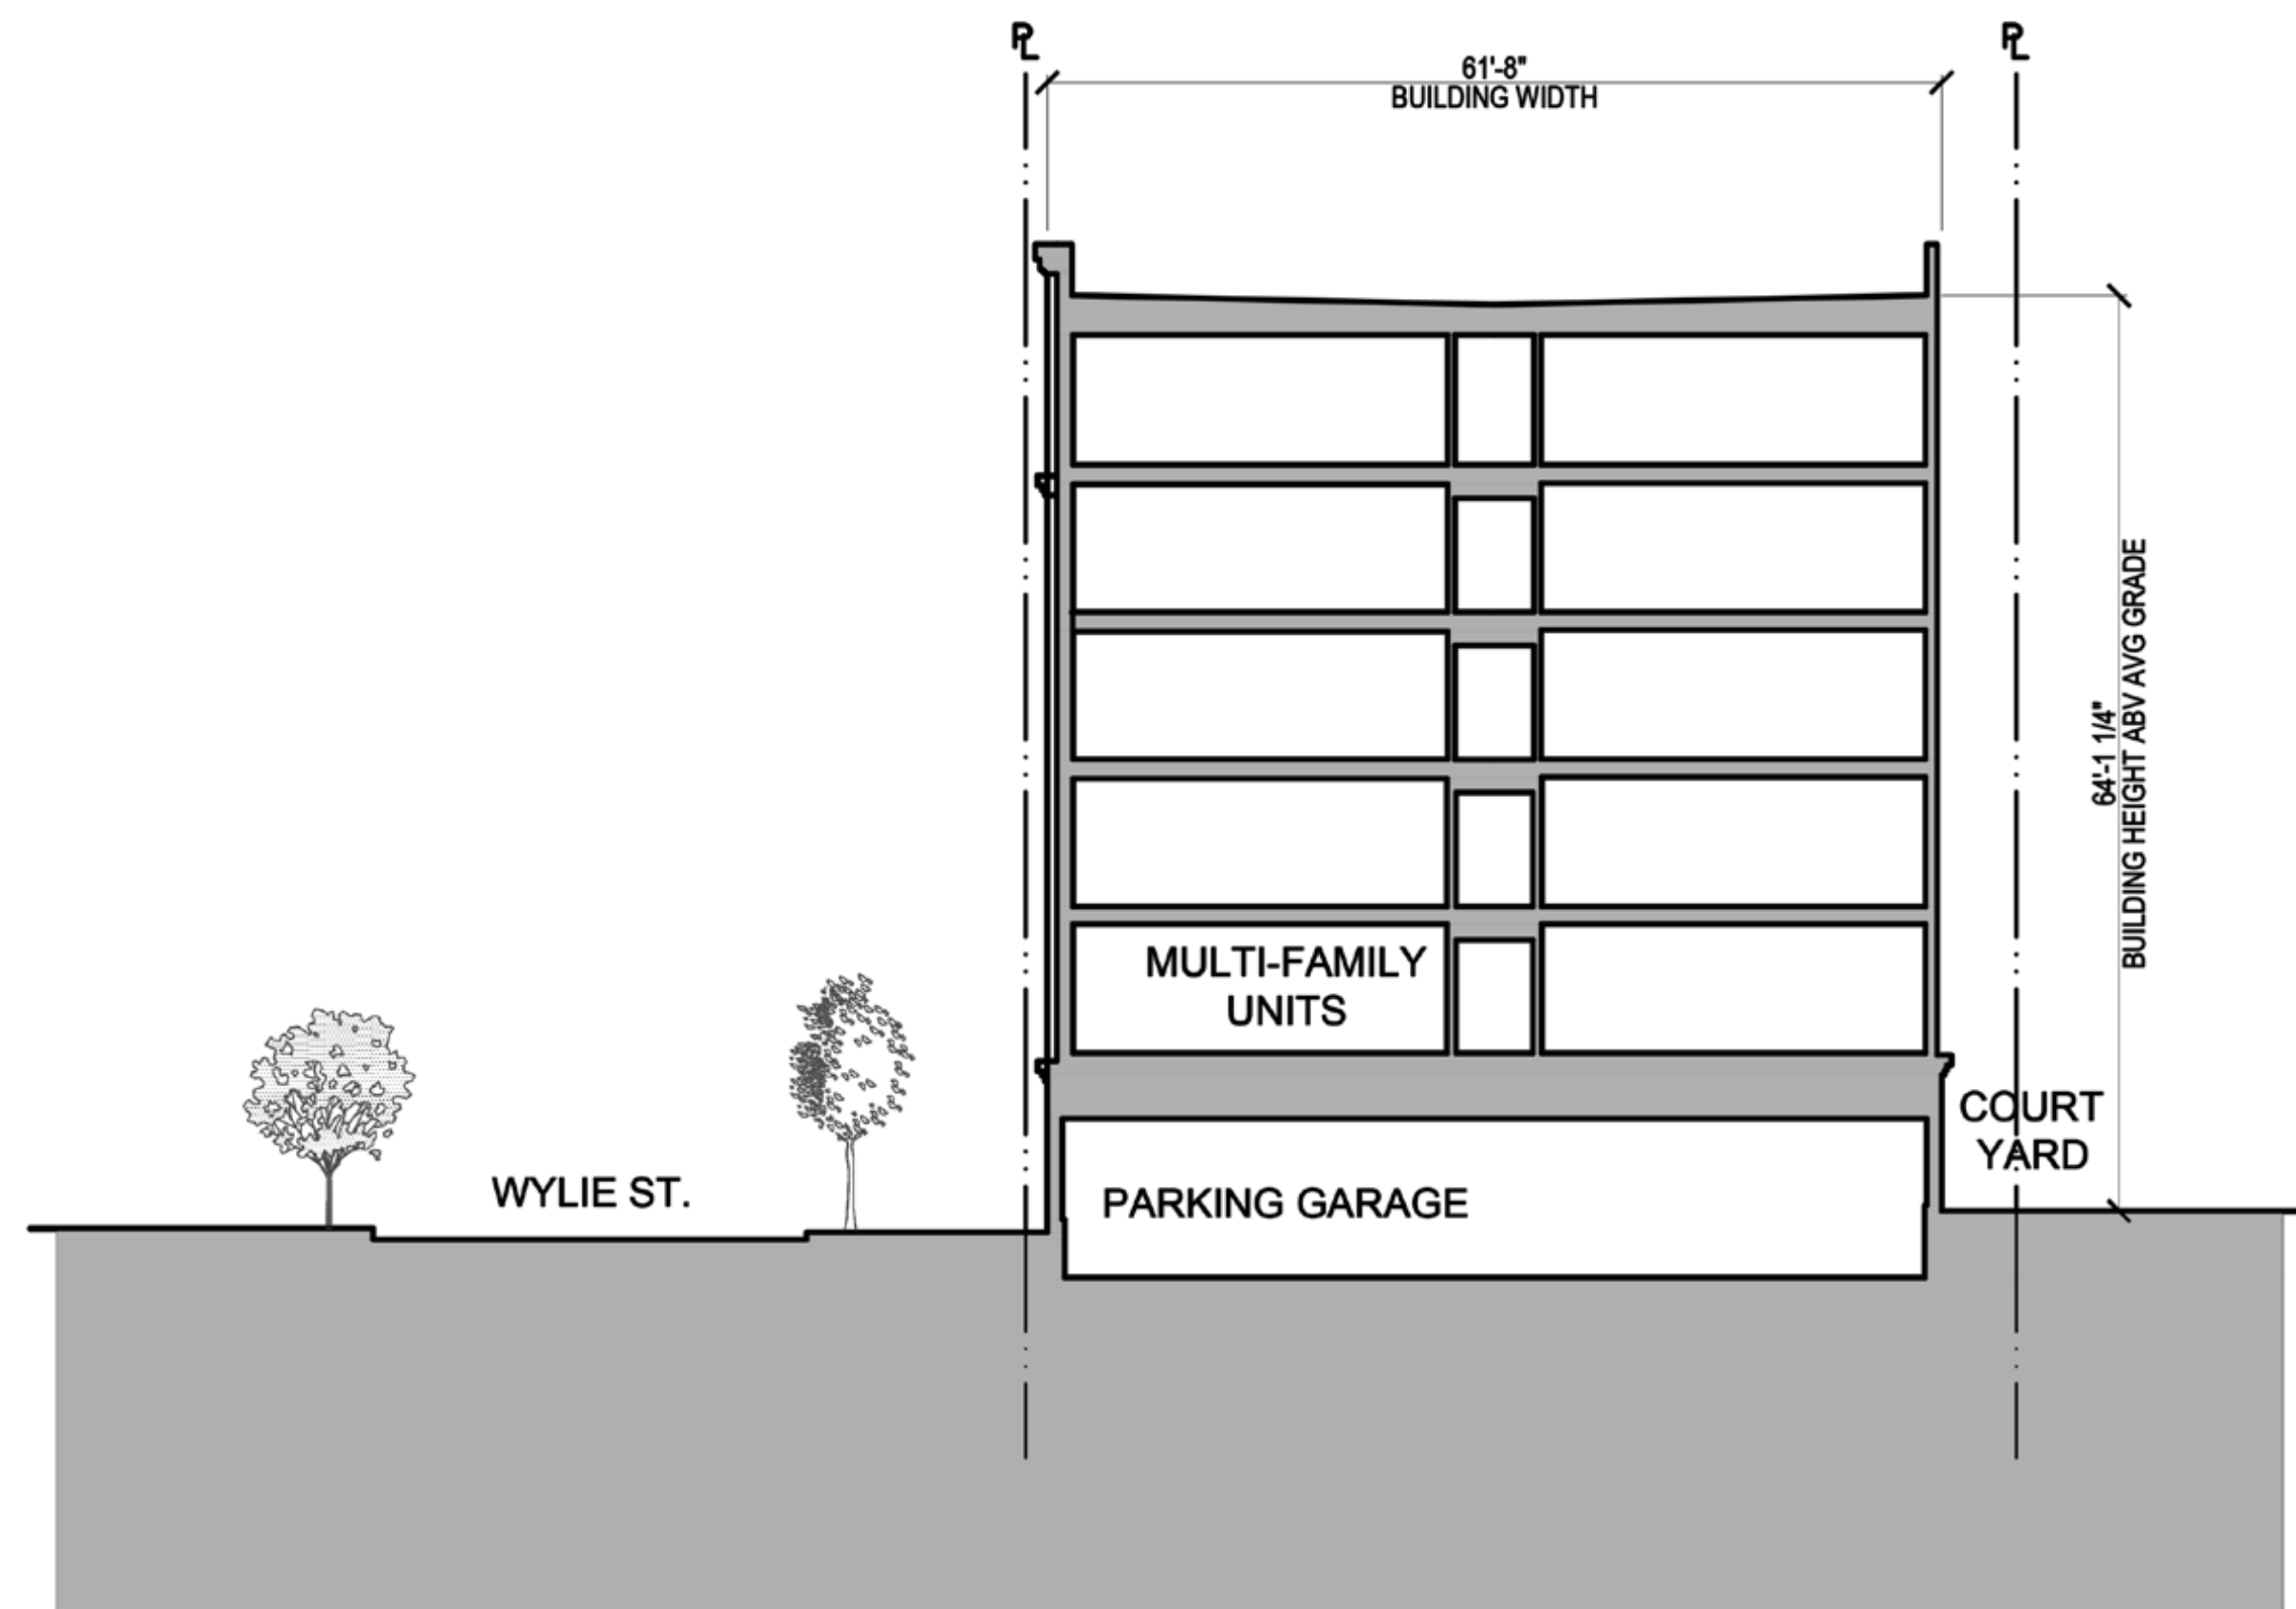 PL
PL
61'-8"
BUILDING WIDTH
64'-1 1/4"
BUILDING HEIGHT ABV AVG GRADE
MULTI-FAMILY
UNITS
COURT
YARD
WYLIE ST.
PARKING GARAGE